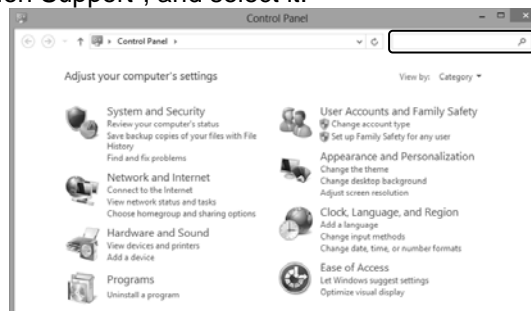 on Support", and select it.
Control Panel
Control Panel
Adjust your computer's settings
View by: Category
System and Security
Review your computer's status
Save backup copies of your files with File
History
Find and fix problems
Network and Internet
Connect to the Internet
View network status and tasks
Choose homegroup and sharing options
Hardware and Sound
View devices and printers
Add a device
Programs
Uninstall a program
User Accounts and Family Safety
Change account type
Set up Family Safety for any user
Appearance and Personalization
Change the theme
Change desktop background
Adjust screen resolution
Clock, Language, and Region
Add a language
Change input methods
Change date, time, or number formats
Ease of Access
Let Windows suggest settings
Optimize visual display